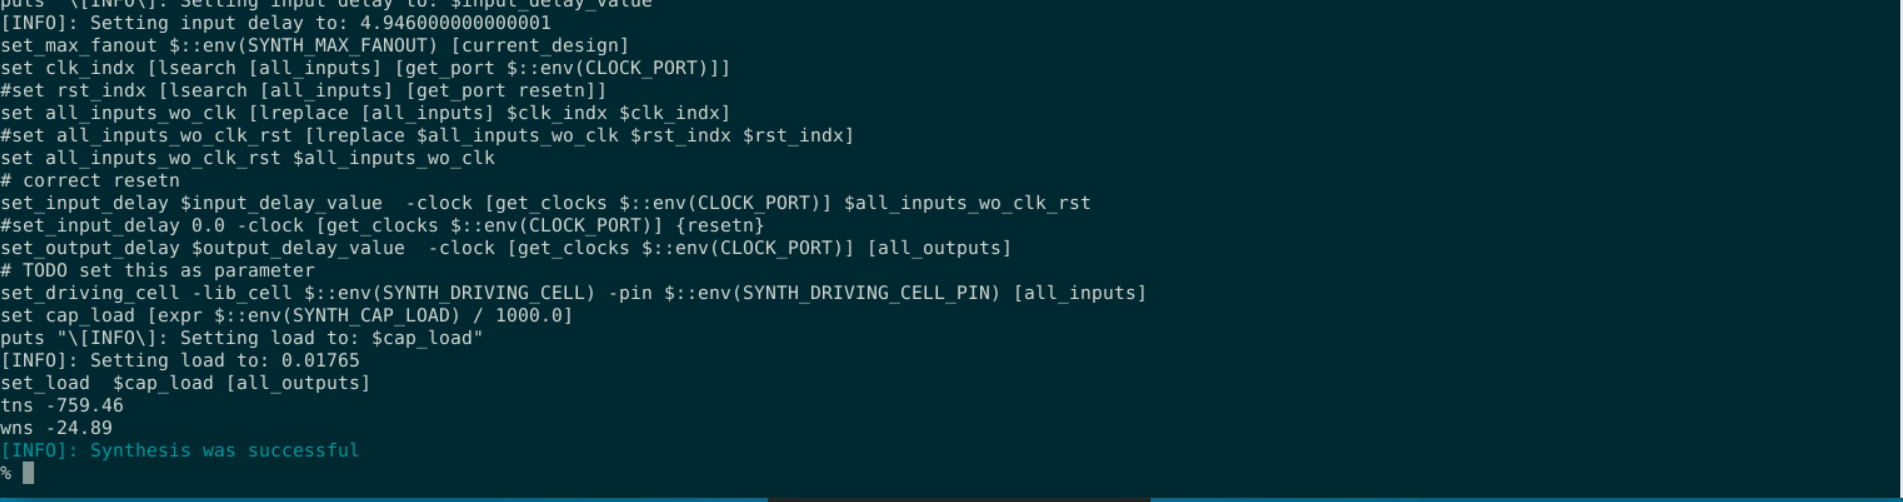 puts "\[INFO\]: Setting input delay to: $input_delay_value
[INFO]: Setting input delay to: 4.946000000000001
set_max_fanout $::env(SYNTH_MAX_FANOUT) [current_design]
set clk_indx [lsearch [all_inputs] [get_port $::env(CLOCK_PORT)]]
#set rst_indx [lsearch [all_inputs] [get_port resetn]]
set all_inputs_wo_clk [lreplace [all_inputs] $clk_indx $clk_indx]
#set all_inputs_wo_clk_rst [lreplace $all_inputs_wo_clk $rst_indx $rst_indx]
set all_inputs_wo_clk_rst $all_inputs_wo_clk
# correct resetn
set_input_delay $input_delay_value  -clock [get_clocks $::env(CLOCK_PORT)] $all_inputs_wo_clk_rst
#set_input_delay 0.0 -clock [get_clocks $::env(CLOCK_PORT)] {resetn}
set_output_delay $output_delay_value  -clock [get_clocks $::env(CLOCK_PORT)] [all_outputs]
# TODO set this as parameter
set_driving_cell -lib_cell $::env(SYNTH_DRIVING_CELL) -pin $::env(SYNTH_DRIVING_CELL_PIN) [all_inputs]
set cap_load [expr $::env(SYNTH_CAP_LOAD) / 1000.0]
puts "\[INFO\]: Setting load to: $cap_load"
[INFO]: Setting load to: 0.01765
set_load  $cap_load [all_outputs]
tns -759.46
wns -24.89
[INFO]: Synthesis was successful
%